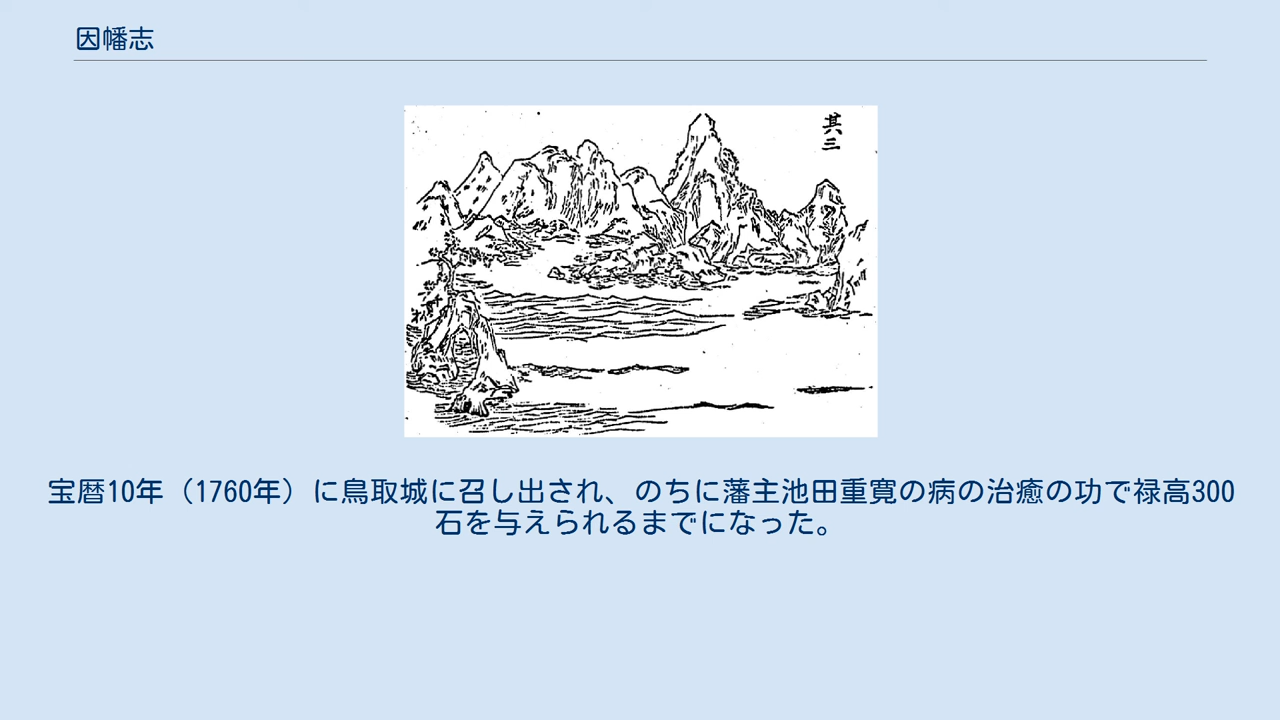 因幡志
其三
宝暦10年（1760年）に鳥取城に召し出され、のちに藩主池田重寛の病の治癒の功で禄高300
石を与えられるまでになった。